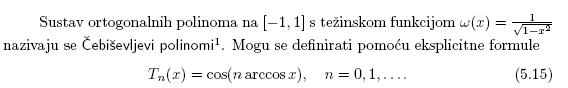 Sustav ortogonalnih polinoma na [−1, 1] s težinskom funkcijom ω(x) = 1/√(1−x²)
nazivaju se Čebiševljevi polinomi¹. Mogu se definirati pomoću eksplicitne formule
Tₙ(x) = cos(n arccos x), n = 0, 1, . . . . (5.15)